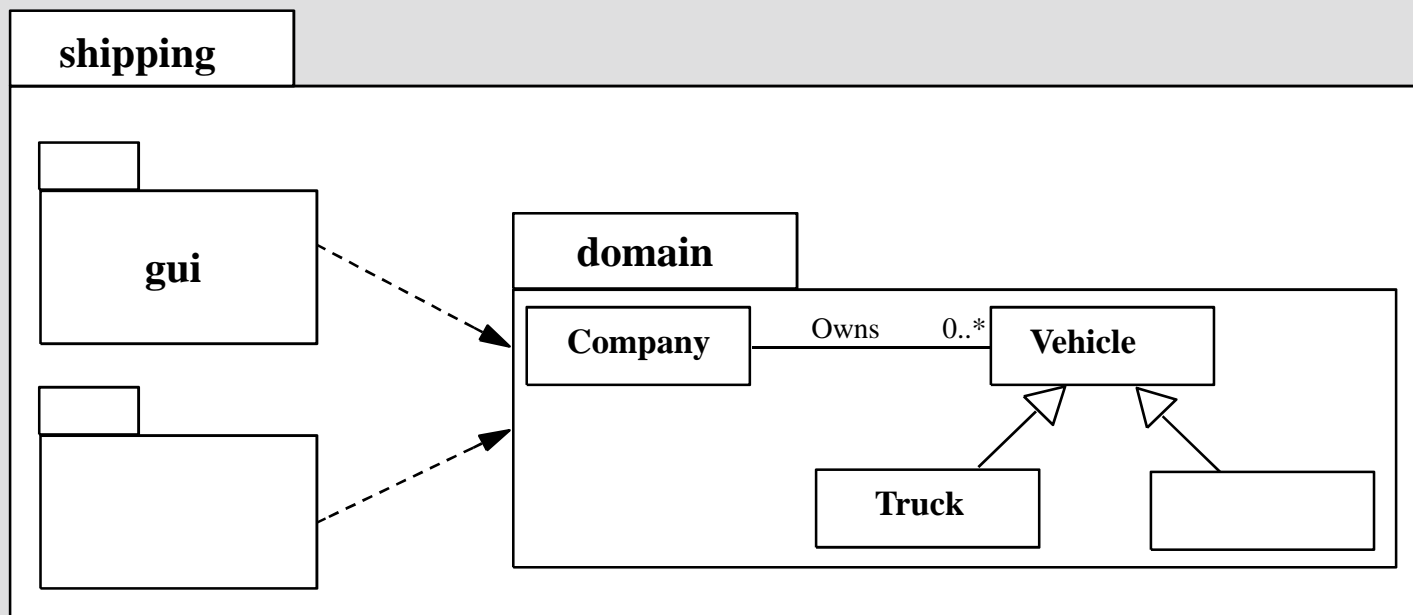 shipping
gui
domain
Company
Owns
0..*
Vehicle
Truck